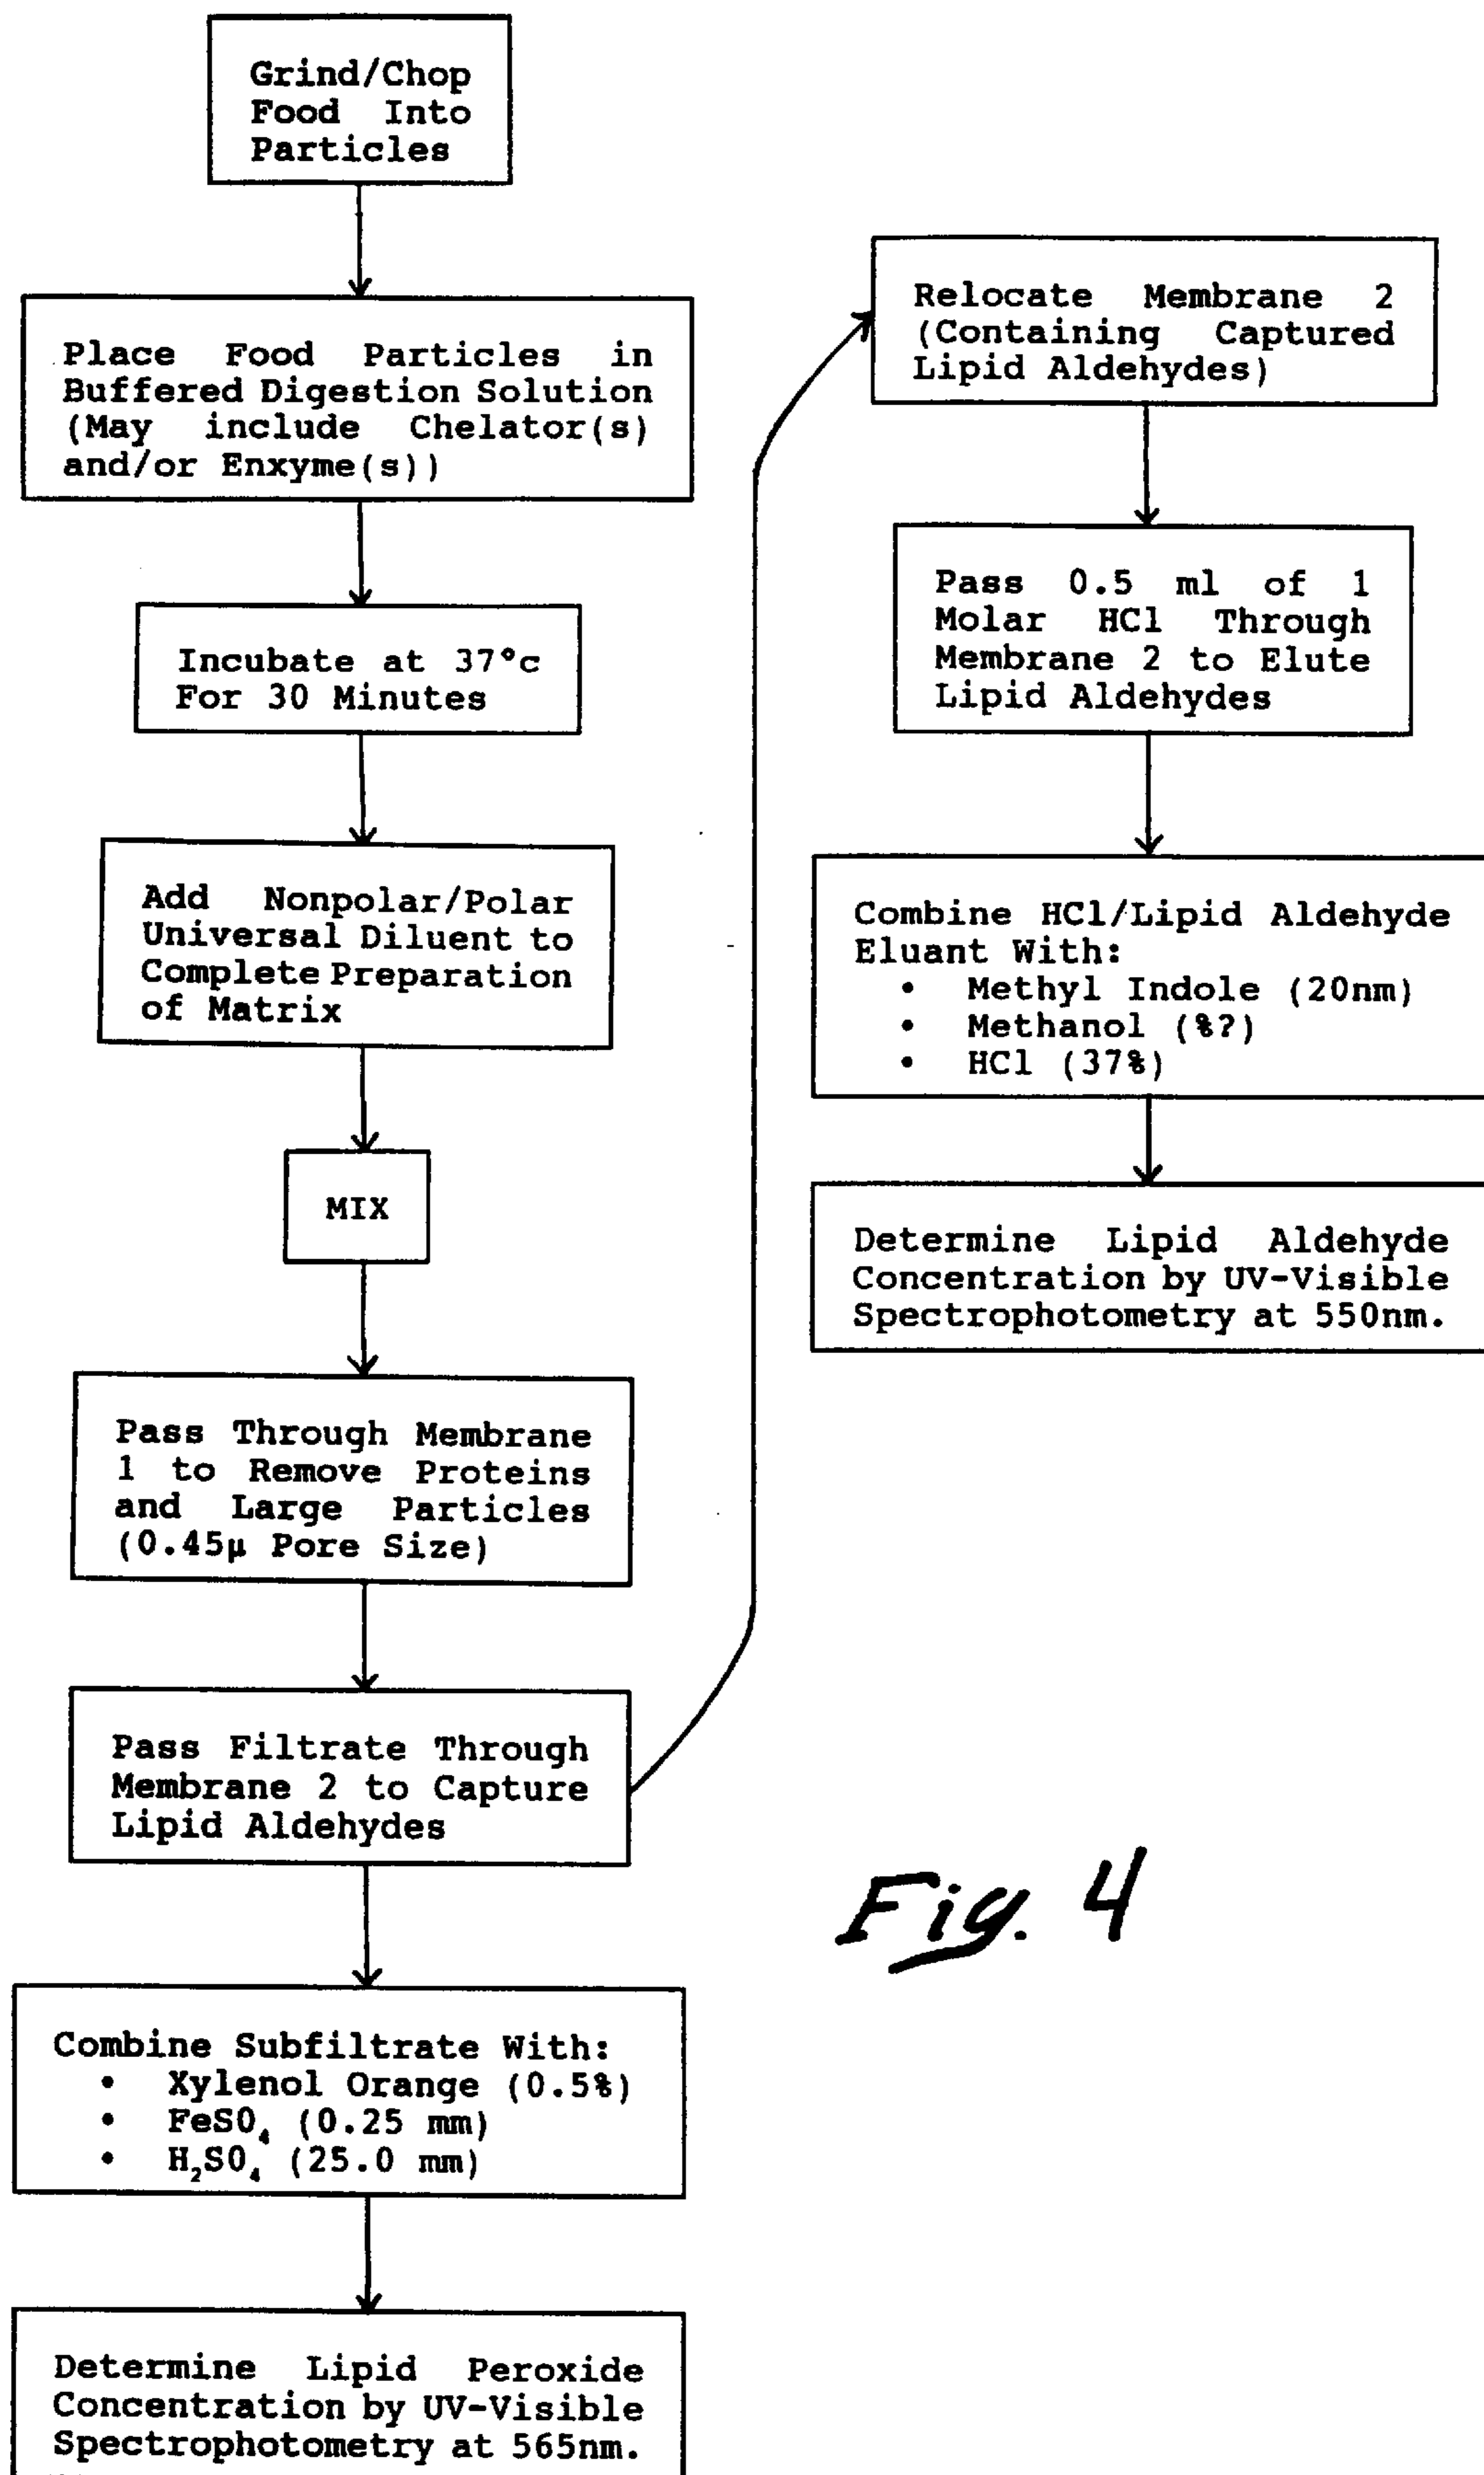 Grind/Chop
Food Into
Particles
Place Food Particles in
Buffered Digestion Solution
(May include Chelator(s)
and/or Enxyme(s))
Incubate at 37°c
For 30 Minutes
Add Nonpolar/Polar
Universal Diluent to
Complete Preparation
of Matrix
MIX
Pass Through Membrane
1 to Remove Proteins
and Large Particles
(0.45µ Pore Size)
Pass Filtrate Through
Membrane 2 to Capture
Lipid Aldehydes
Combine Subfiltrate With:
• Xylenol Orange (0.5%)
• FeSO₄ (0.25 mm)
• H₂SO₄ (25.0 mm)
Determine Lipid Peroxide
Concentration by UV-Visible
Spectrophotometry at 565nm.
Relocate Membrane 2
(Containing Captured
Lipid Aldehydes)
Pass 0.5 ml of 1
Molar HCl Through
Membrane 2 to Elute
Lipid Aldehydes
Combine HCl/Lipid Aldehyde
Eluant With:
• Methyl Indole (20nm)
• Methanol (%?)
• HCl (37%)
Determine Lipid Aldehyde
Concentration by UV-Visible
Spectrophotometry at 550nm.
Fig. 4